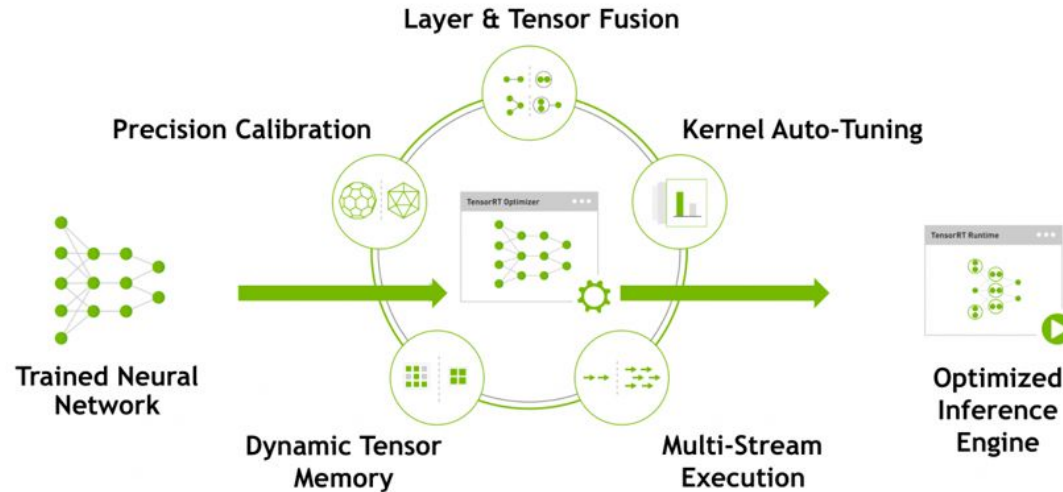 Layer & Tensor Fusion
Precision Calibration
Kernel Auto-Tuning
TensorRT Optimizer
TensorRT Runtime
Trained Neural
Network
Dynamic Tensor
Memory
Multi-Stream
Execution
Optimized
Inference
Engine